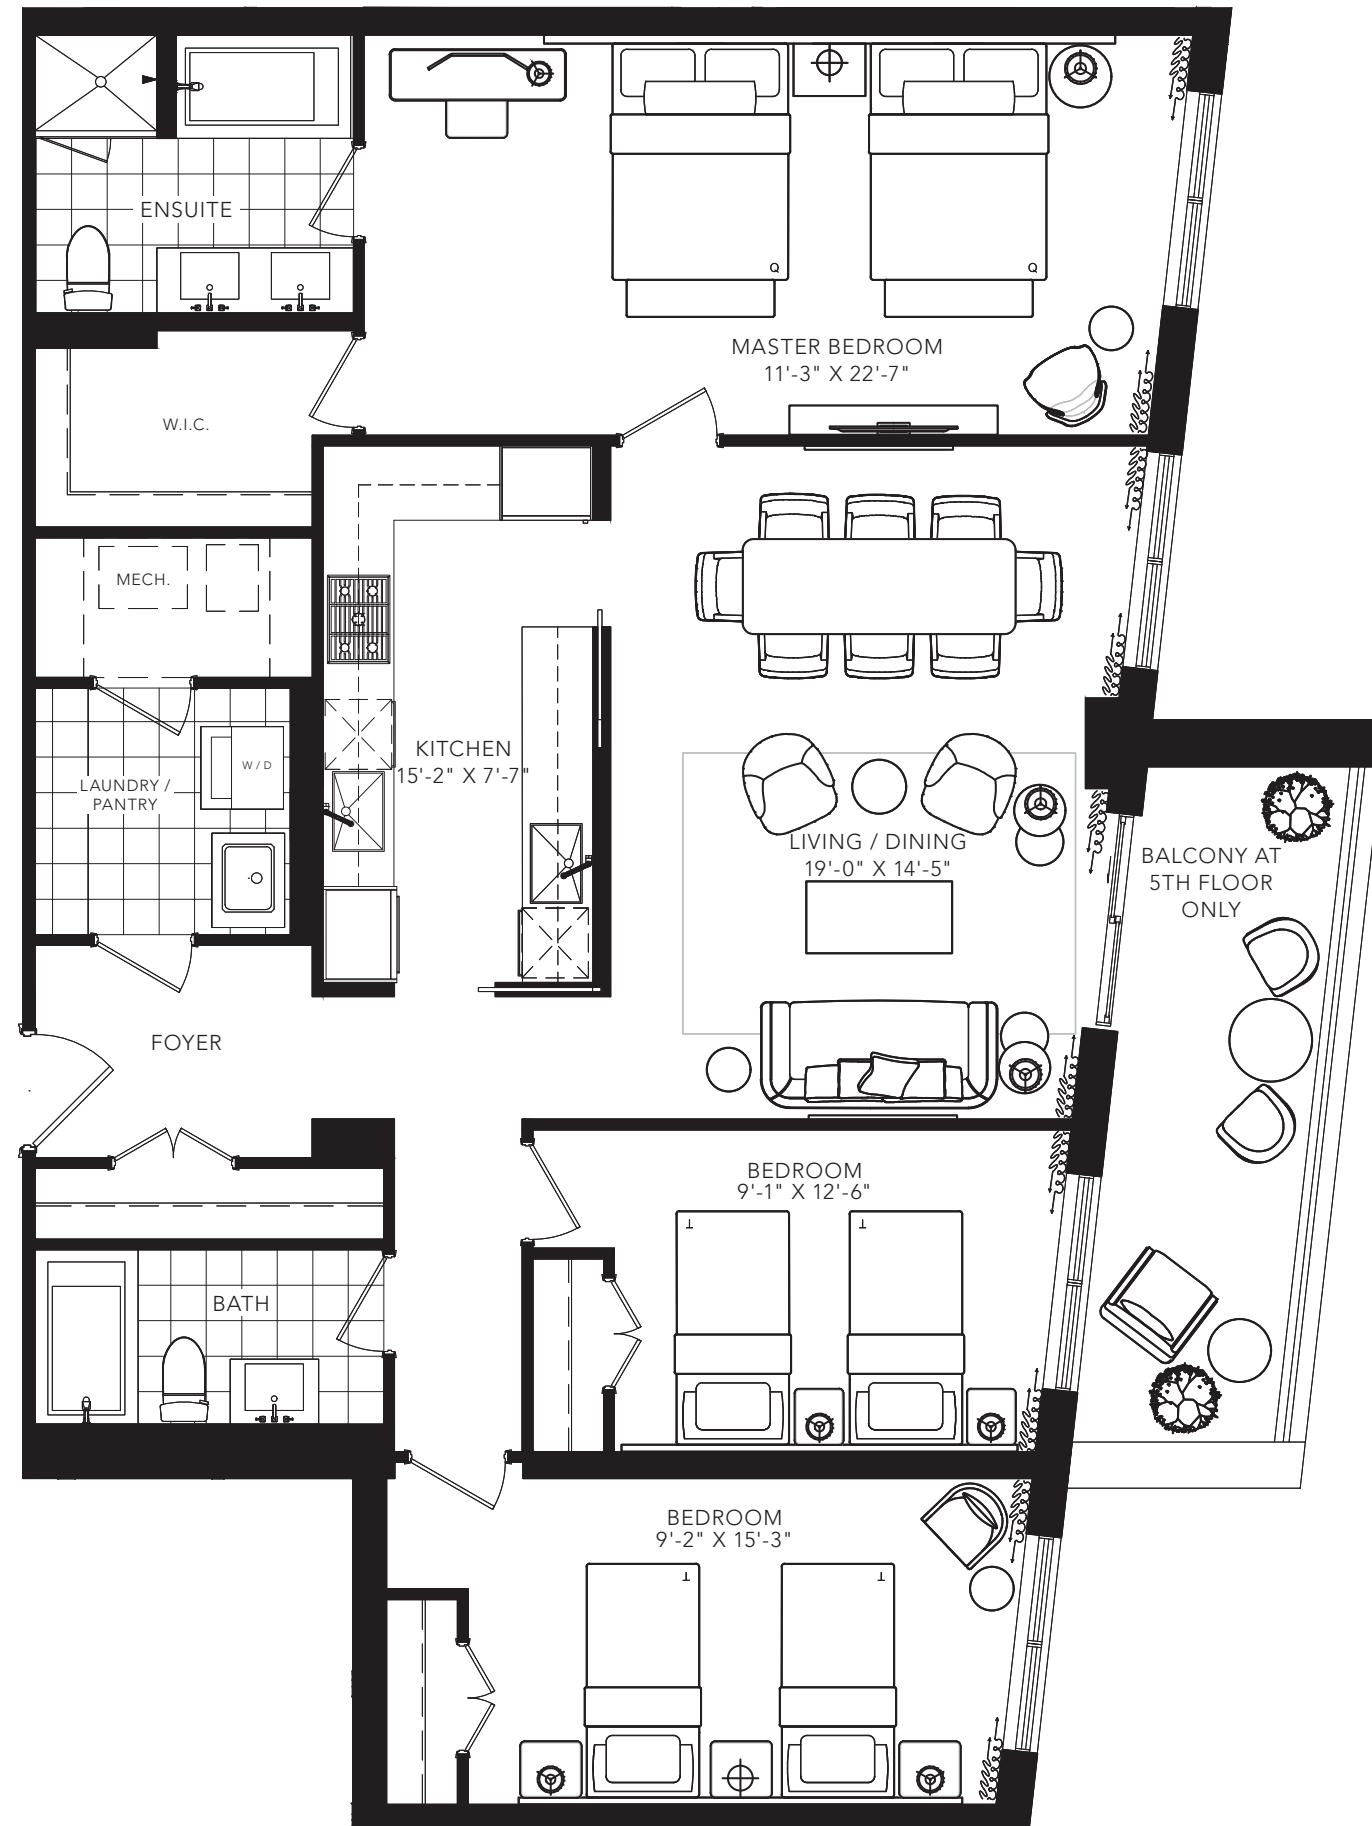 ENSUITE
Q
Q
MASTER BEDROOM
11'-3" X 22'-7"
W.I.C.
MECH.
KITCHEN
15'-2" X 7'-7"
W / D
LAUNDRY /
PANTRY
LIVING / DINING
19'-0" X 14'-5"
BALCONY AT
5TH FLOOR
ONLY
FOYER
BEDROOM
9'-1" X 12'-6"
T
T
BATH
BEDROOM
9'-2" X 15'-3"
T
T